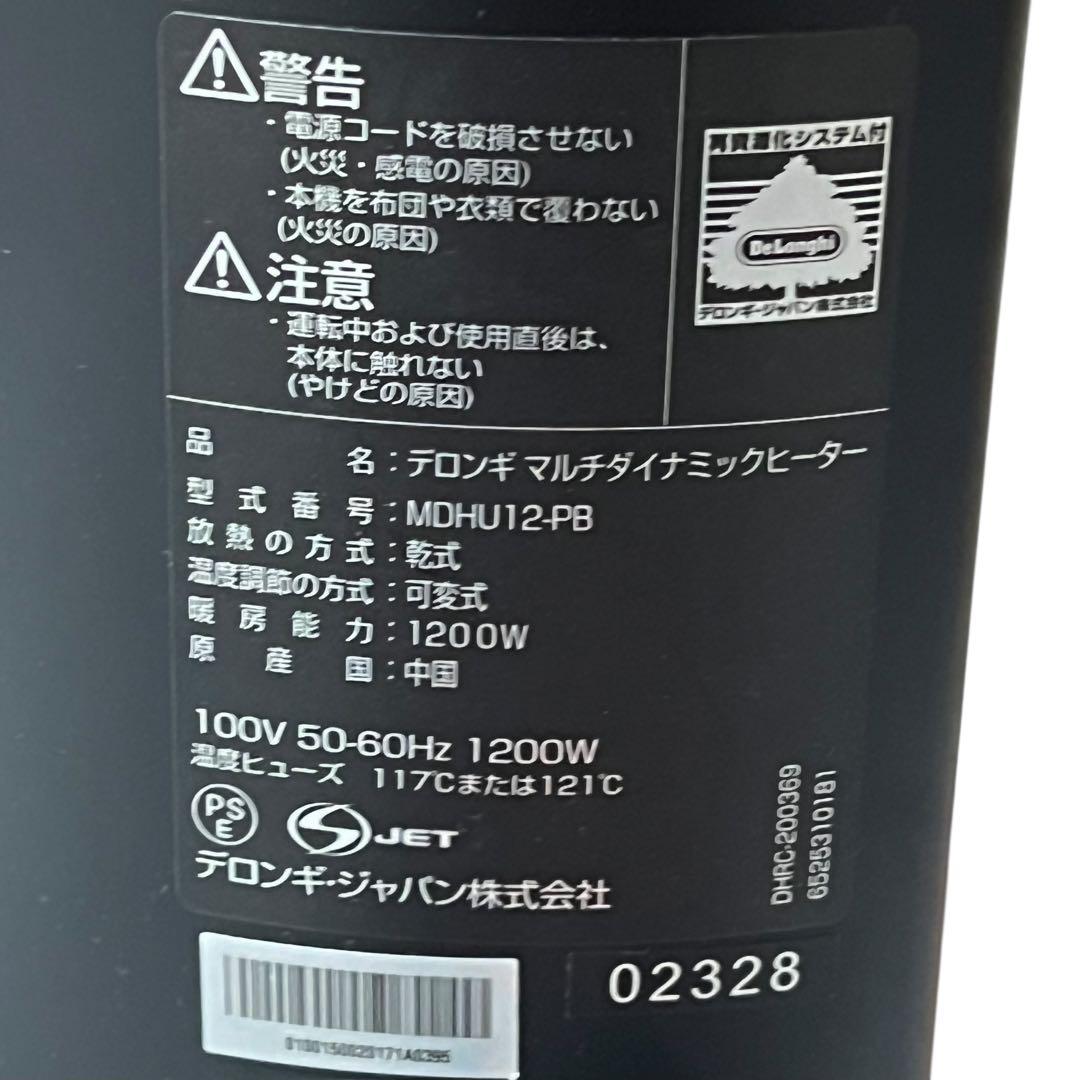 警告
・電源コードを破損させない
(火災・感電の原因)
・本機を布団や衣類で覆わない
(火災の原因)
注意
・運転中および使用直後は、
本体に触れない
(やけどの原因)
再資源化システム付
DeLonghi
デロンギ・ジャパン株式会社
品名：デロンギ マルチダイナミックヒーター
型式番号：MDHU12-PB
放熱の方式：乾式
温度調節の方式：可変式
暖房能力：1200W
原産国：中国
100V 50-60Hz 1200W
温度ヒューズ 117℃または121℃
PSE
JET
デロンギ・ジャパン株式会社
DHRC-200369
6525310181
02328
0100150020171A0395